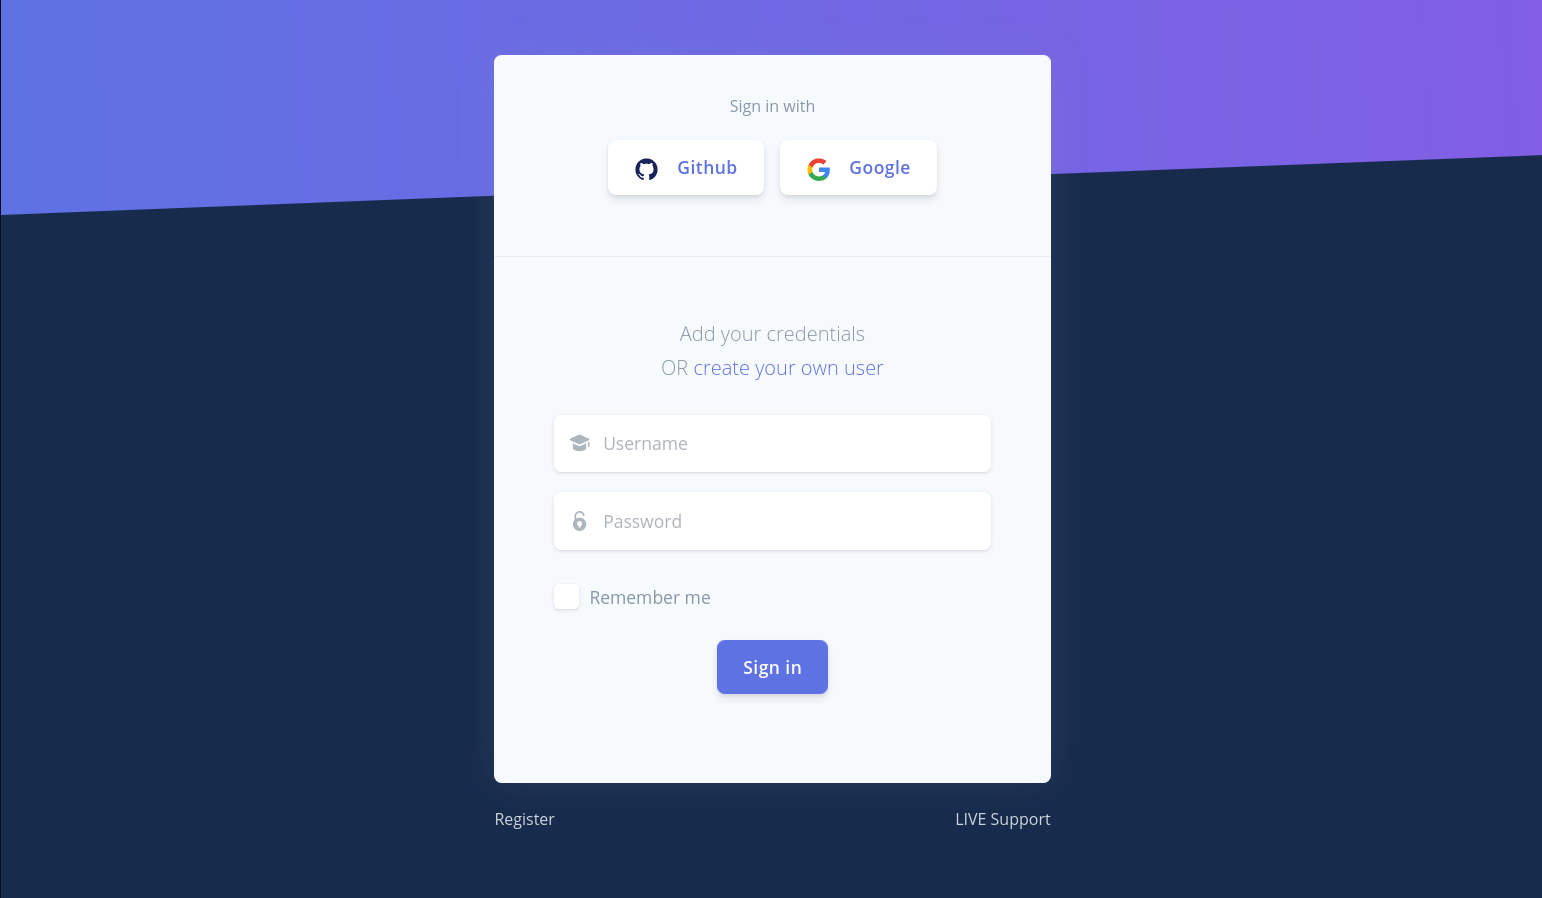 Sign in with
Github Google
Add your credentials
OR create your own user
Username
Password
Remember me
Sign in
Register LIVE Support